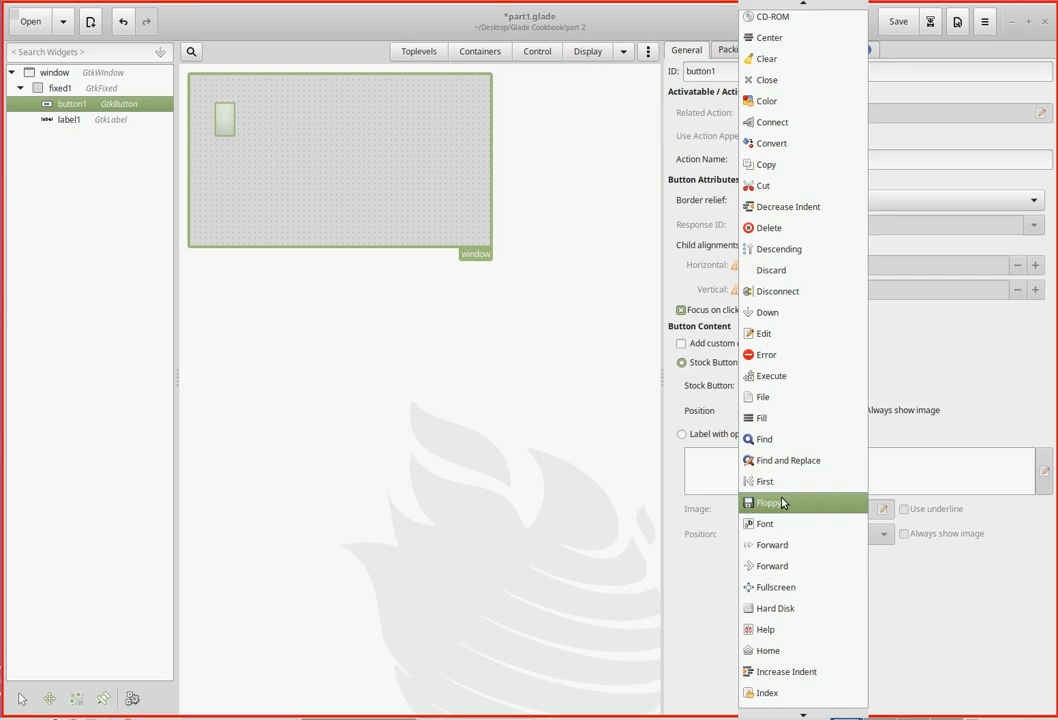 *part1.glade
~/Desktop/Glade Cookbook/part 2
Open
Save
< Search Widgets >
Toplevels
Containers
Control
Display
General
window GtkWindow
fixed1 GtkFixed
button1 GtkButton
label1 GtkLabel
window
ID:
button1
Related Action:
Action Name:
Button Attributes
Border relief:
Response ID:
Child alignments
Horizontal:
Vertical:
Focus on click
Button Content
Add custom
Stock Button
Stock Button:
Position
Always show image
Image:
Use underline
Position:
Always show image
CD-ROM
Center
Clear
Close
Color
Connect
Convert
Copy
Cut
Decrease Indent
Delete
Descending
Discard
Disconnect
Down
Edit
Error
Execute
File
Fill
Find
Find and Replace
First
Floppy
Font
Forward
Forward
Fullscreen
Hard Disk
Help
Home
Increase Indent
Index